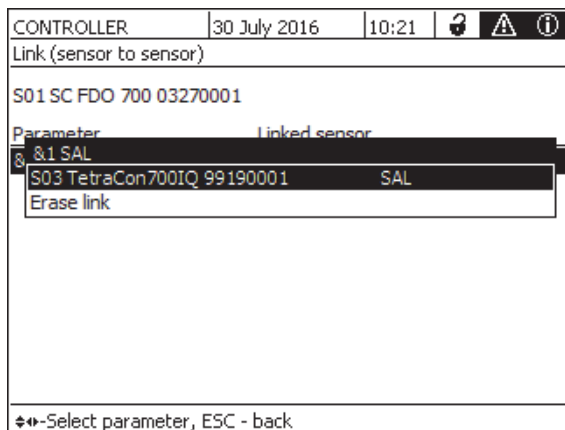 CONTROLLER 30 July 2016 10:21
Link (sensor to sensor)
S01 SC FDO 700 03270001
Parameter Linked sensor
&
&1 SAL
S03 TetraCon700IQ 99190001 SAL
Erase link
-Select parameter, ESC - back